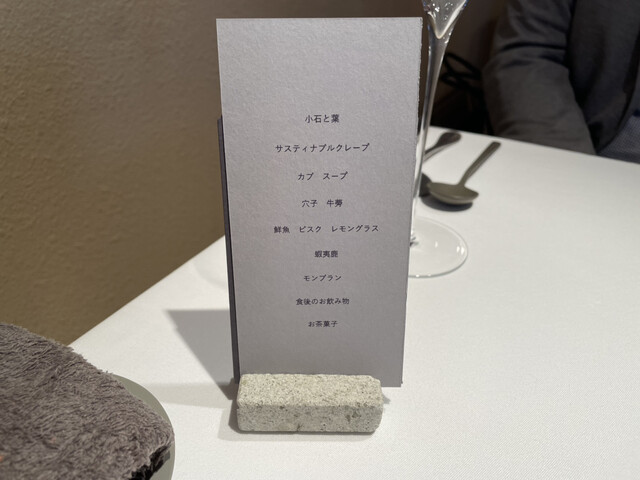 小石と葉
サスティナブルクレープ
カブ　スープ
穴子　牛蒡
鮮魚　ビスク　レモングラス
蝦夷鹿
モンブラン
食後のお飲み物
お茶菓子